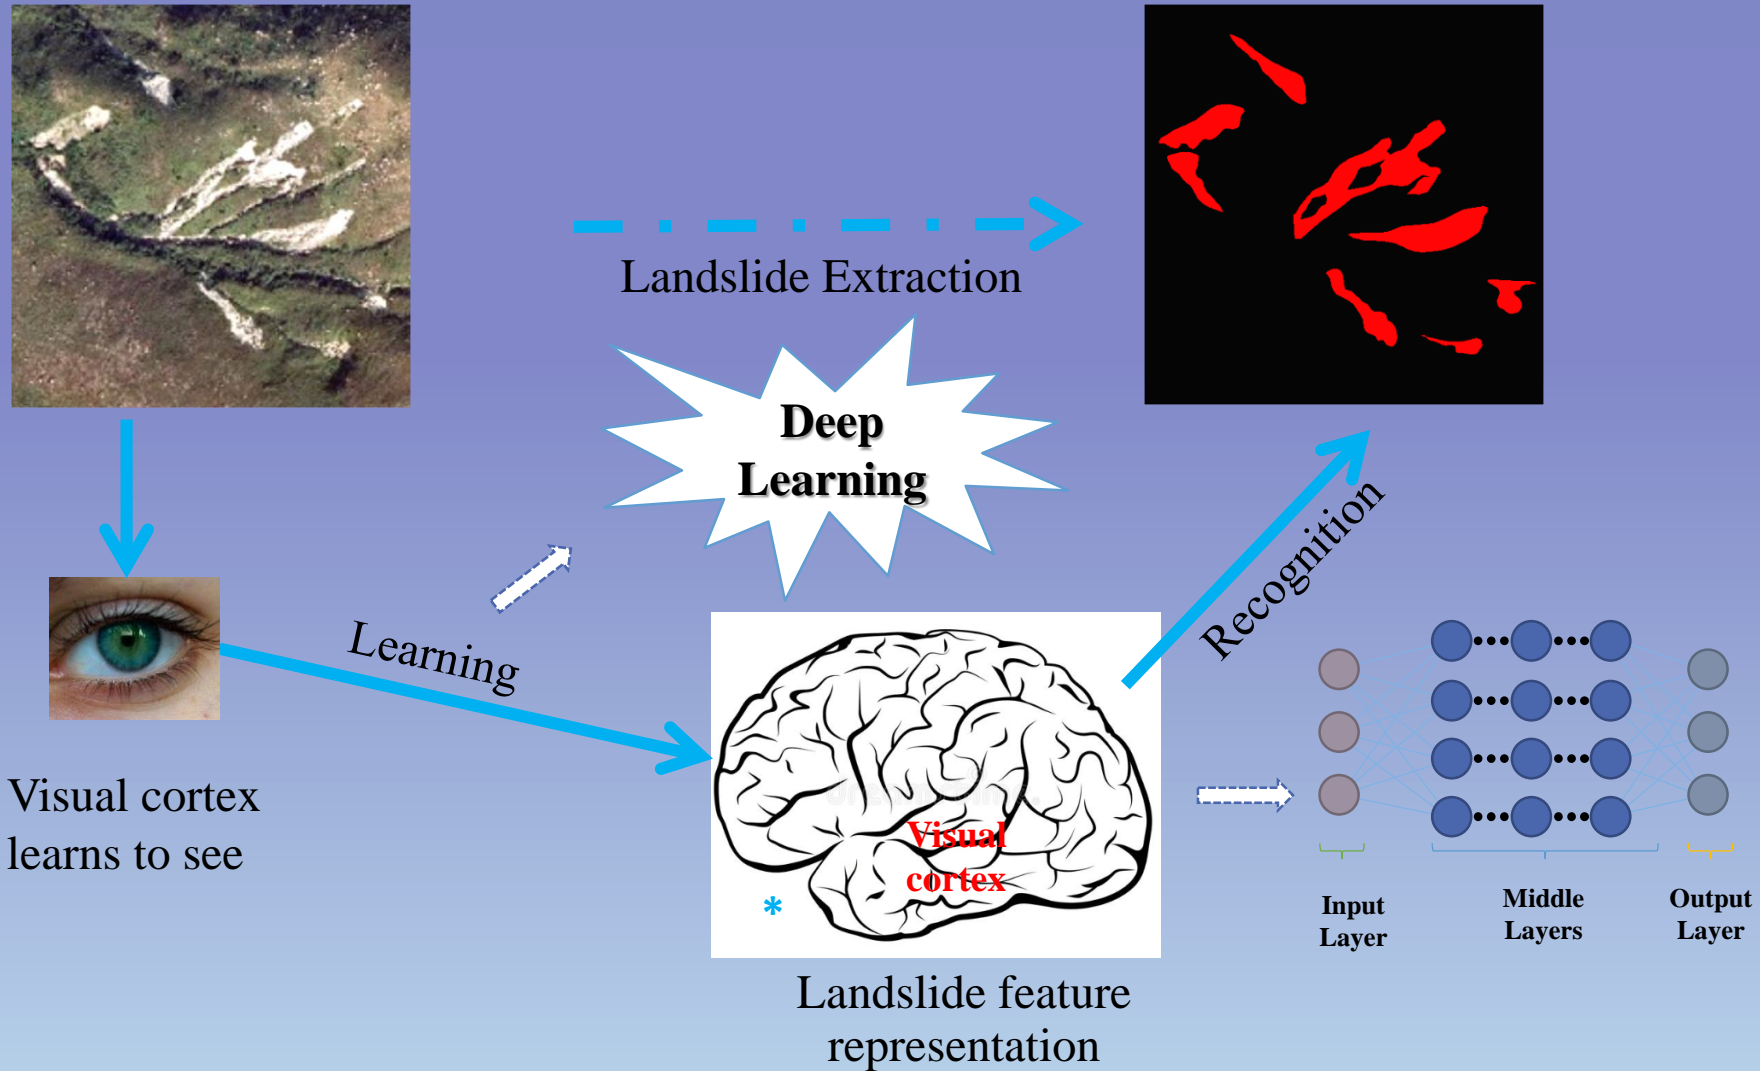 Landslide Extraction
Deep
Learning
Learning
Recognition
Visual cortex
learns to see
Visual
cortex
*
Landslide feature
representation
Input
Layer
Middle
Layers
Output
Layer